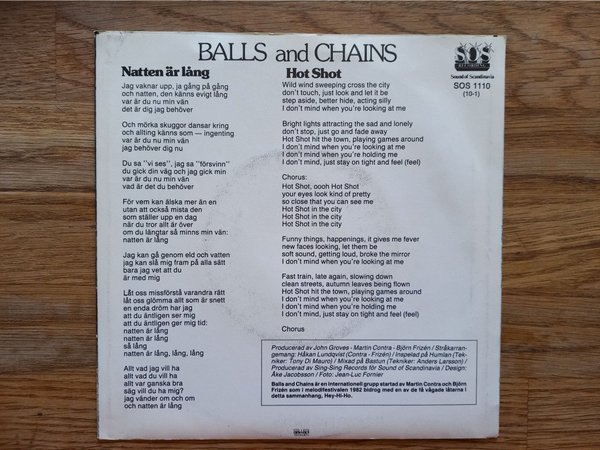 BALLS and CHAINS
SOS
Sound of Scandinavia
SOS 1110
(10-1)
Natten är lång
Jag vaknar upp, ja gång på gång
och natten, den känns evigt lång
var är du nu min vän
det är dig jag behöver
Och mörka skuggor dansar kring
och allting känns som — ingenting
var är du nu min vän
jag behöver dig nu
Du sa ''vi ses'', jag sa ''försvinn''
du gick din väg och jag gick min
var är du nu min vän
vad är det du behöver
För vem kan älska mer än en
utan att också mista den
som ställer upp en dag
när du tror allt är över
om du längtar så minns min vän:
natten är lång
Jag kan gå genom eld och vatten
jag kan slå mig fram på alla sätt
bara jag vet att du
är med mig
Låt oss missförstå varandra rätt
låt oss glömma allt som är snett
en enda dröm har jag
att du äntligen ser mig
att du äntligen ger mig tid:
natten är lång
natten är lång
så lång
natten är lång, lång, lång
Allt vad jag vill ha
allt vad du vill ha
allt var ganska bra
säg vill du ha mig?
jag vänder om och om
och natten är lång
Hot Shot
Wild wind sweeping cross the city
don't touch, just look and let it be
step aside, better hide, acting silly
I don't mind when you're looking at me
Bright lights attracting the sad and lonely
don't stop, just go and fade away
Hot Shot hit the town, playing games around
I don't mind when you're looking at me
I don't mind when you're holding me
I don't mind, just stay on tight and feel (feel)
Chorus:
Hot Shot, oooh Hot Shot
your eyes look kind of pretty
so close that you can see me
Hot Shot in the city
Hot Shot in the city
Hot Shot in the city
Funny things, happenings, it gives me fever
new faces looking, let them be
soft sound, getting loud, broke the mirror
I don't mind when you're looking at me
Fast train, late again, slowing down
clean streets, autumn leaves being flown
Hot Shot hit the town, playing games around
I don't mind when you're looking at me
I don't mind when you're looking at me
I don't mind, just stay on tight and feel (feel)
Chorus
Producerad av John Groves - Martin Contra - Björn Frizén / Stråkarran-
gemang: Håkan Lundqvist (Contra - Frizén) / Inspelad på Humlan (Tek-
niker: Tony Di Mauro) / Mixad på Bastun (Tekniker: Anders Larsson) /
Producerad av Sing-Sing Records för Sound of Scandinavia / Design:
Åke Jacobsson / Foto: Jean-Luc Fornier
Balls and Chains är en internationell grupp startad av Martin Contra och Björn
Frizén som i melodifestivalen 1982 bidrog med en av de få vågade låtarna i
detta sammanhang, Hey-Hi-Ho.